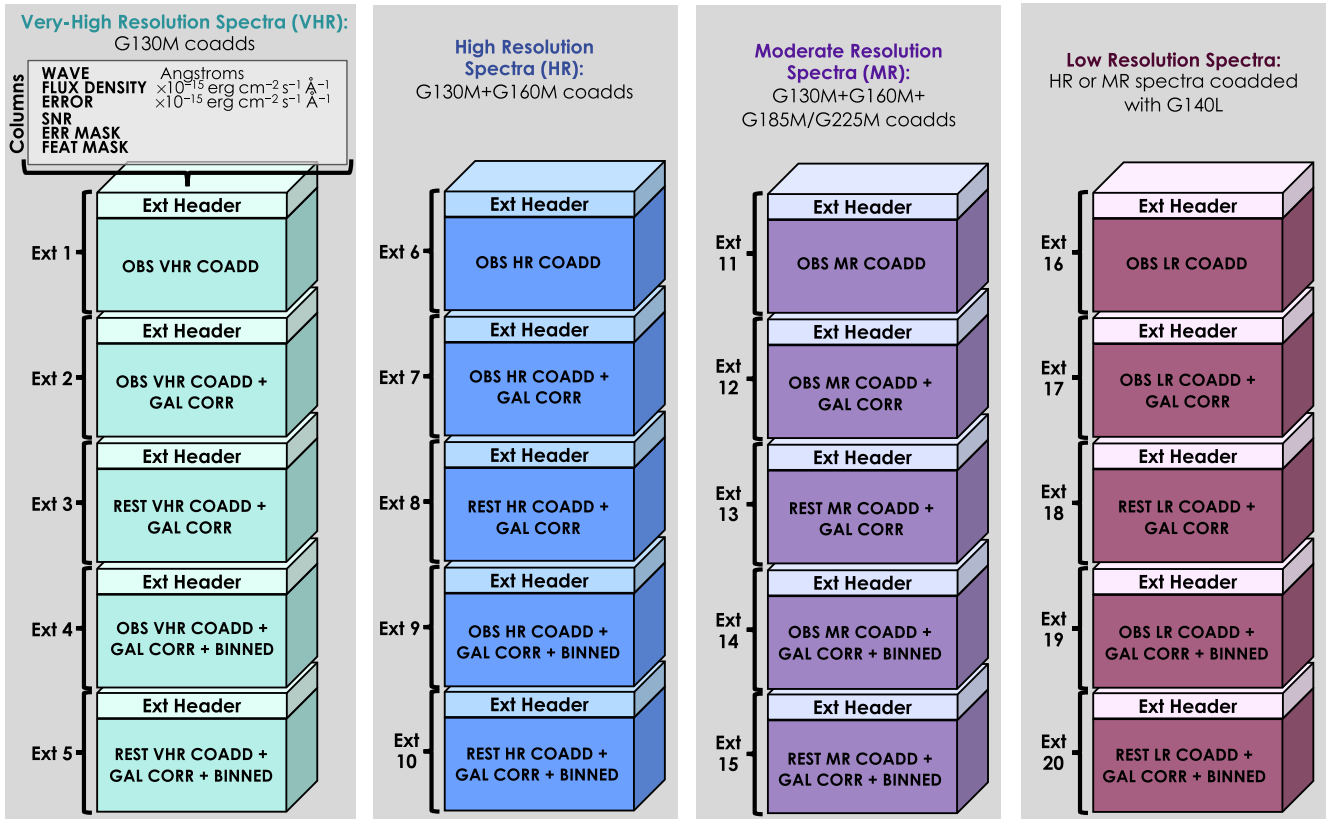 Very-High Resolution Spectra (VHR):
G130M coadds
Columns
WAVE Angstroms
FLUX DENSITY ×10⁻¹⁵ erg cm⁻² s⁻¹ Å⁻¹
ERROR ×10⁻¹⁵ erg cm⁻² s⁻¹ Å⁻¹
SNR
ERR MASK
FEAT MASK
Ext 1
Ext Header
OBS VHR COADD
Ext 2
Ext Header
OBS VHR COADD +
GAL CORR
Ext 3
Ext Header
REST VHR COADD +
GAL CORR
Ext 4
Ext Header
OBS VHR COADD +
GAL CORR + BINNED
Ext 5
Ext Header
REST VHR COADD +
GAL CORR + BINNED
High Resolution
Spectra (HR):
G130M+G160M coadds
Ext 6
Ext Header
OBS HR COADD
Ext 7
Ext Header
OBS HR COADD +
GAL CORR
Ext 8
Ext Header
REST HR COADD +
GAL CORR
Ext 9
Ext Header
OBS HR COADD +
GAL CORR + BINNED
Ext
10
Ext Header
REST HR COADD +
GAL CORR + BINNED
Moderate Resolution
Spectra (MR):
G130M+G160M+
G185M/G225M coadds
Ext
11
Ext Header
OBS MR COADD
Ext
12
Ext Header
OBS MR COADD +
GAL CORR
Ext
13
Ext Header
REST MR COADD +
GAL CORR
Ext
14
Ext Header
OBS MR COADD +
GAL CORR + BINNED
Ext
15
Ext Header
REST MR COADD +
GAL CORR + BINNED
Low Resolution Spectra:
HR or MR spectra coadded
with G140L
Ext
16
Ext Header
OBS LR COADD
Ext
17
Ext Header
OBS LR COADD +
GAL CORR
Ext
18
Ext Header
REST LR COADD +
GAL CORR
Ext
19
Ext Header
OBS LR COADD +
GAL CORR + BINNED
Ext
20
Ext Header
REST LR COADD +
GAL CORR + BINNED